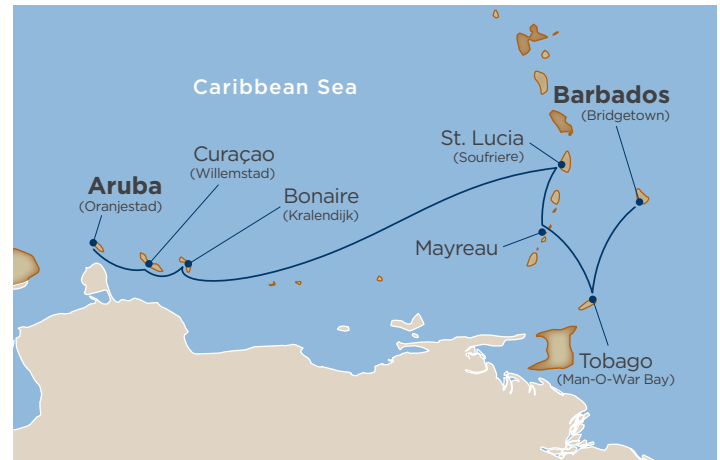 Caribbean Sea
Barbados
(Bridgetown)
St. Lucia
(Soufriere)
Curaçao
(Willemstad)
Aruba
(Oranjestad)
Bonaire
(Kralendijk)
Mayreau
Tobago
(Man-O-War Bay)